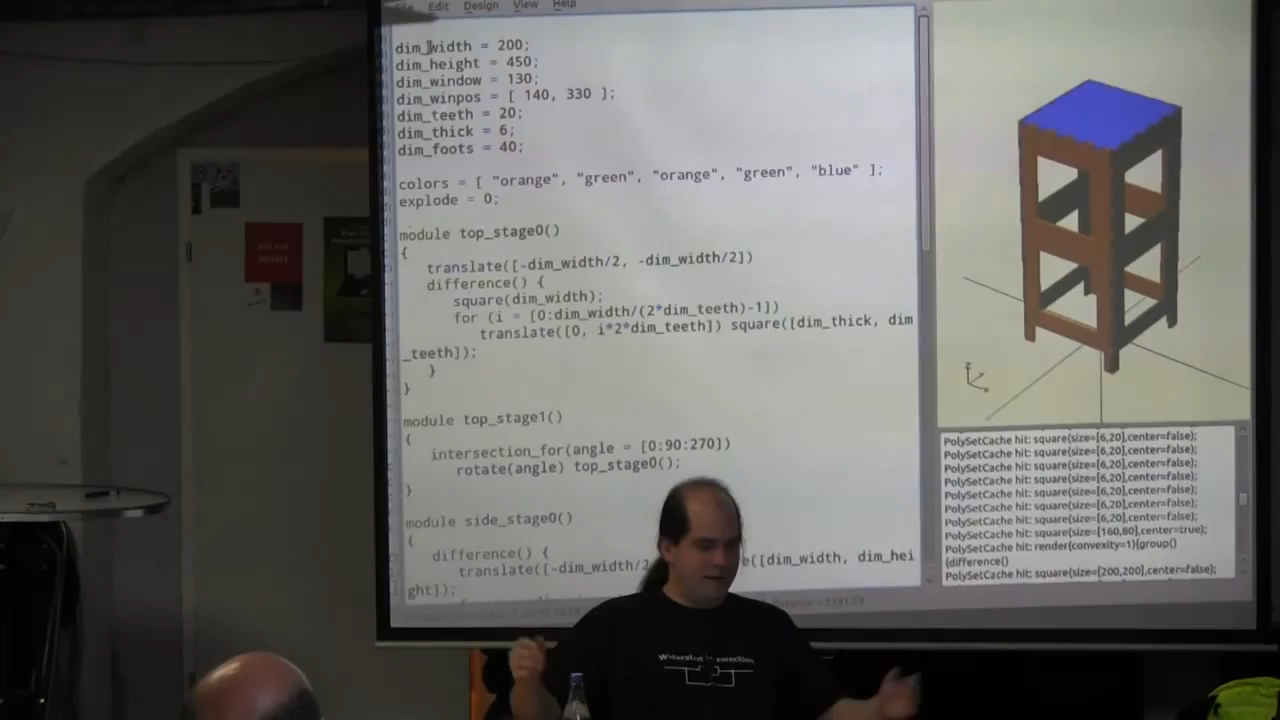 File Edit Design View Help
dim_width = 200;
dim_height = 450;
dim_window = 130;
dim_winpos = [ 140, 330 ];
dim_teeth = 20;
dim_thick = 6;
dim_foots = 40;
colors = [ "orange", "green", "orange", "green", "blue" ];
explode = 0;
module top_stage0()
{
translate([-dim_width/2, -dim_width/2])
difference() {
square(dim_width);
for (i = [0:dim_width/(2*dim_teeth)-1])
translate([0, i*2*dim_teeth]) square([dim_thick, dim
_teeth]);
}
}
module top_stage1()
{
intersection_for(angle = [0:90:270])
rotate(angle) top_stage0();
}
module side_stage0()
{
difference() {
translate([-dim_width/2 e([dim_width, dim_hei
ght]);
PolySetCache hit: square(size=[6,20],center=false);
PolySetCache hit: square(size=[6,20],center=false);
PolySetCache hit: square(size=[6,20],center=false);
PolySetCache hit: square(size=[6,20],center=false);
PolySetCache hit: square(size=[6,20],center=false);
PolySetCache hit: square(size=[6,20],center=false);
PolySetCache hit: square(size=[6,20],center=false);
PolySetCache hit: square(size=[160,80],center=true);
PolySetCache hit: render(convexity=1){group()
{difference()
PolySetCache hit: square(size=[200,200],center=false);